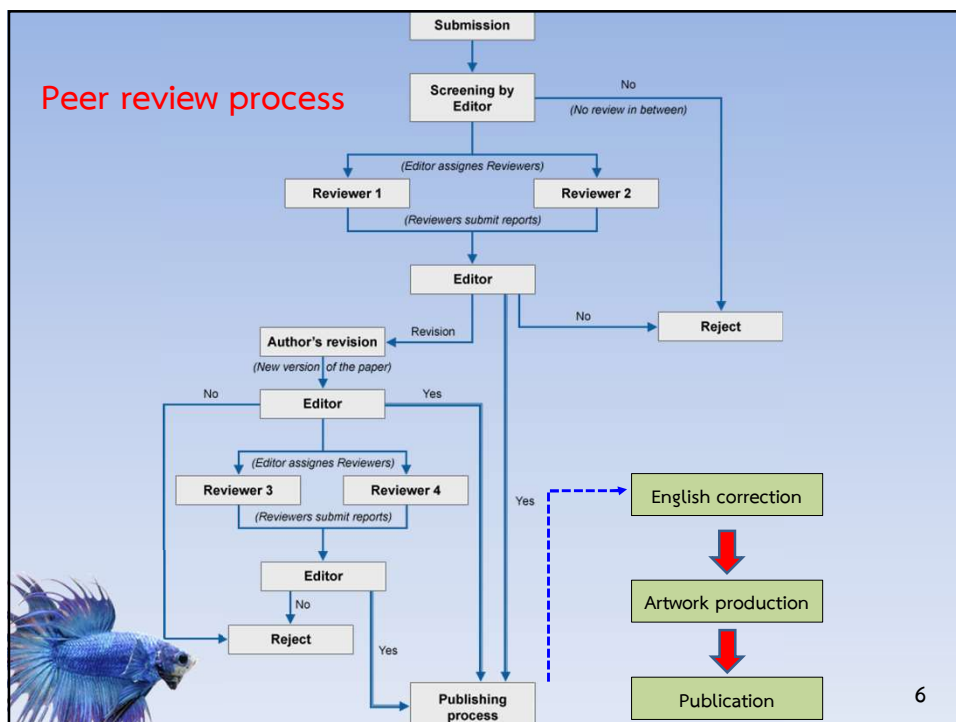 Submission
Peer review process
Screening by
Editor
No
(No review in between)
(Editor assignes Reviewers)
Reviewer 1
Reviewer 2
(Reviewers submit reports)
Editor
No
Reject
Revision
Author's revision
(New version of the paper)
No
Editor
Yes
(Editor assignes Reviewers)
Reviewer 3
Reviewer 4
(Reviewers submit reports)
Yes
English correction
Editor
No
Artwork production
Reject
Yes
Publishing
process
Publication
6